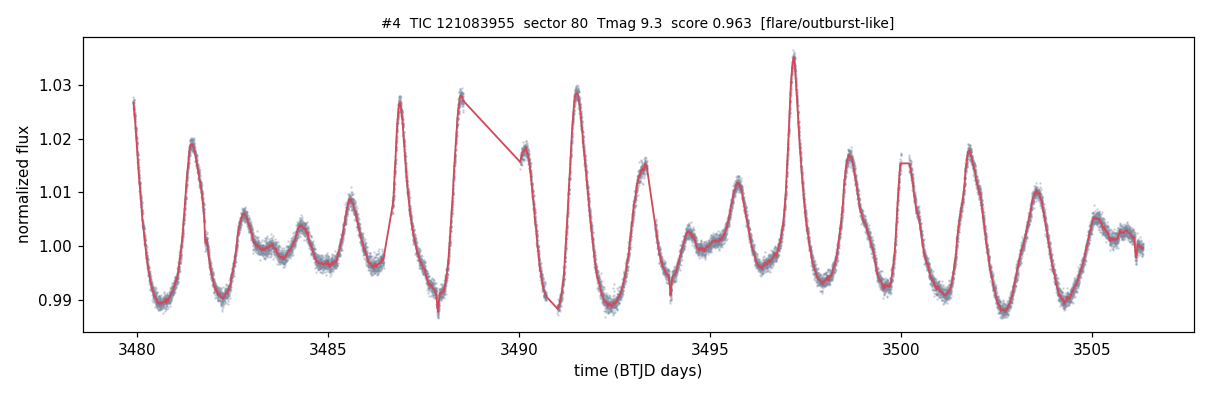 #4  TIC 121083955  sector 80  Tmag 9.3  score 0.963  [flare/outburst-like]
normalized flux
1.03
1.02
1.01
1.00
0.99
3480 3485 3490 3495 3500 3505
time (BTJD days)